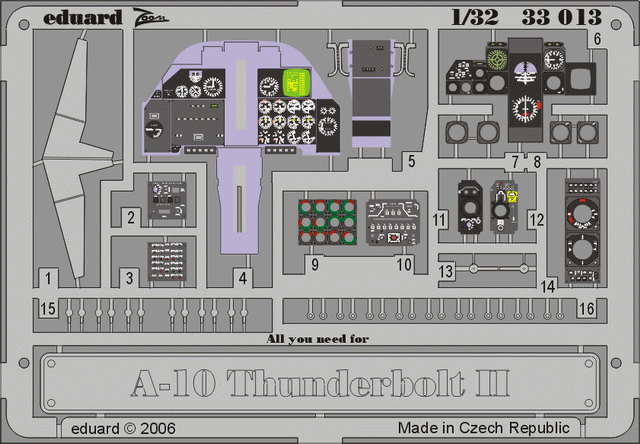 eduard Zoom 1/32 33 013
6
5 7 8
2 11 12
1 3 4 9 10 13 14
15 16
All you need for
A-10 Thunderbolt II
eduard © 2006 Made in Czech Republic